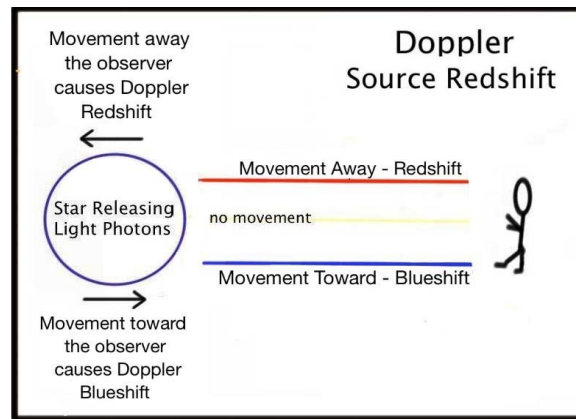 Doppler
Source Redshift
Movement away
the observer
causes Doppler
Redshift
Movement Away - Redshift
Star Releasing
Light Photons
no movement
Movement Toward - Blueshift
Movement toward
the observer
causes Doppler
Blueshift